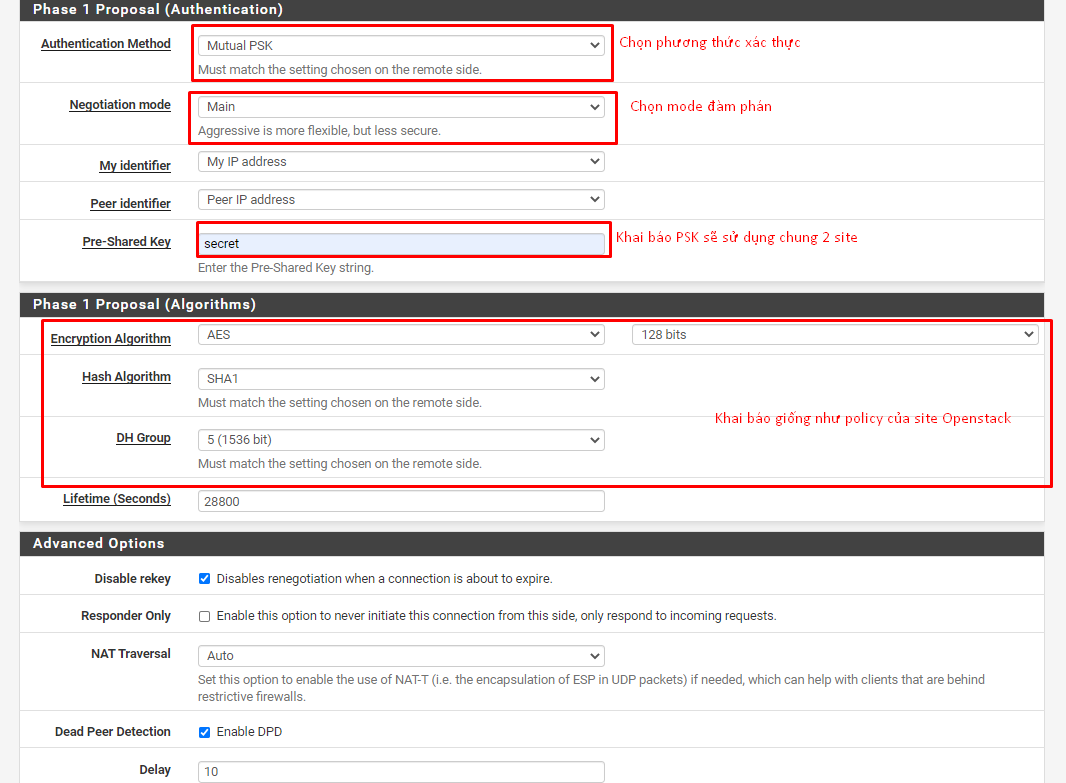 Phase 1 Proposal (Authentication)
Authentication Method
Mutual PSK
Chọn phương thức xác thực
Must match the setting chosen on the remote side.
Negotiation mode
Main
Chọn mode đàm phán
Aggressive is more flexible, but less secure.
My identifier
My IP address
Peer identifier
Peer IP address
Pre-Shared Key
secret
Khai báo PSK sẽ sử dụng chung 2 site
Enter the Pre-Shared Key string.
Phase 1 Proposal (Algorithms)
Encryption Algorithm
AES
128 bits
Hash Algorithm
SHA1
Must match the setting chosen on the remote side.
Khai báo giống như policy của site Openstack
DH Group
5 (1536 bit)
Must match the setting chosen on the remote side.
Lifetime (Seconds)
28800
Advanced Options
Disable rekey
Disables renegotiation when a connection is about to expire.
Responder Only
Enable this option to never initiate this connection from this side, only respond to incoming requests.
NAT Traversal
Auto
Set this option to enable the use of NAT-T (i.e. the encapsulation of ESP in UDP packets) if needed, which can help with clients that are behind
restrictive firewalls.
Dead Peer Detection
Enable DPD
Delay
10